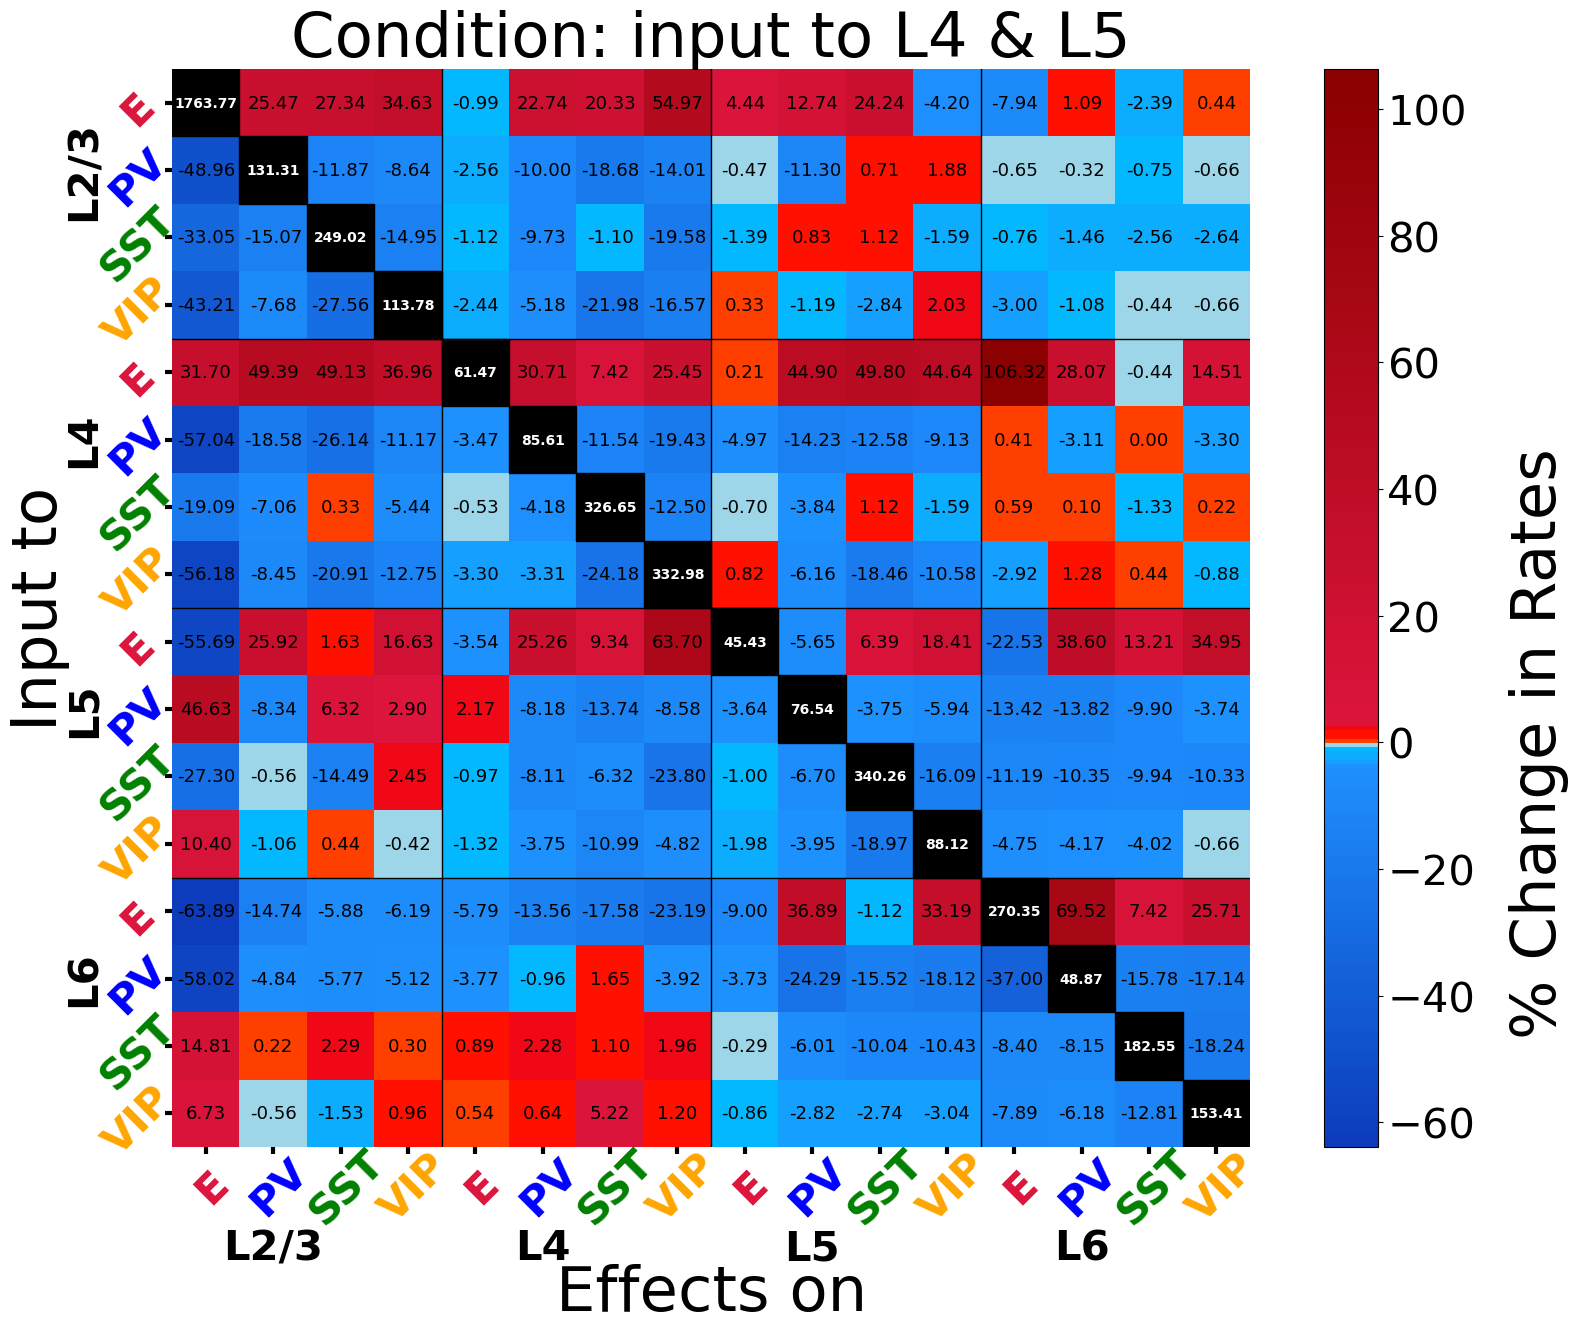 Condition: input to L4 & L5
E 1763.77 25.47 27.34 34.63 -0.99 22.74 20.33 54.97 4.44 12.74 24.24 -4.20 -7.94 1.09 -2.39 0.44
PV -48.96 131.31 -11.87 -8.64 -2.56 -10.00 -18.68 -14.01 -0.47 -11.30 0.71 1.88 -0.65 -0.32 -0.75 -0.66
L2/3
SST -33.05 -15.07 249.02 -14.95 -1.12 -9.73 -1.10 -19.58 -1.39 0.83 1.12 -1.59 -0.76 -1.46 -2.56 -2.64
VIP -43.21 -7.68 -27.56 113.78 -2.44 -5.18 -21.98 -16.57 0.33 -1.19 -2.84 2.03 -3.00 -1.08 -0.44 -0.66
E 31.70 49.39 49.13 36.96 61.47 30.71 7.42 25.45 0.21 44.90 49.80 44.64 106.32 28.07 -0.44 14.51
PV -57.04 -18.58 -26.14 -11.17 -3.47 85.61 -11.54 -19.43 -4.97 -14.23 -12.58 -9.13 0.41 -3.11 0.00 -3.30
L4
SST -19.09 -7.06 0.33 -5.44 -0.53 -4.18 326.65 -12.50 -0.70 -3.84 1.12 -1.59 0.59 0.10 -1.33 0.22
VIP -56.18 -8.45 -20.91 -12.75 -3.30 -3.31 -24.18 332.98 0.82 -6.16 -18.46 -10.58 -2.92 1.28 0.44 -0.88
Input to
E -55.69 25.92 1.63 16.63 -3.54 25.26 9.34 63.70 45.43 -5.65 6.39 18.41 -22.53 38.60 13.21 34.95
PV 46.63 -8.34 6.32 2.90 2.17 -8.18 -13.74 -8.58 -3.64 76.54 -3.75 -5.94 -13.42 -13.82 -9.90 -3.74
L5
SST -27.30 -0.56 -14.49 2.45 -0.97 -8.11 -6.32 -23.80 -1.00 -6.70 340.26 -16.09 -11.19 -10.35 -9.94 -10.33
VIP 10.40 -1.06 0.44 -0.42 -1.32 -3.75 -10.99 -4.82 -1.98 -3.95 -18.97 88.12 -4.75 -4.17 -4.02 -0.66
E -63.89 -14.74 -5.88 -6.19 -5.79 -13.56 -17.58 -23.19 -9.00 36.89 -1.12 33.19 270.35 69.52 7.42 25.71
PV -58.02 -4.84 -5.77 -5.12 -3.77 -0.96 1.65 -3.92 -3.73 -24.29 -15.52 -18.12 -37.00 48.87 -15.78 -17.14
L6
SST 14.81 0.22 2.29 0.30 0.89 2.28 1.10 1.96 -0.29 -6.01 -10.04 -10.43 -8.40 -8.15 182.55 -18.24
VIP 6.73 -0.56 -1.53 0.96 0.54 0.64 5.22 1.20 -0.86 -2.82 -2.74 -3.04 -7.89 -6.18 -12.81 153.41
E PV SST VIP E PV SST VIP E PV SST VIP E PV SST VIP
L2/3 L4 L5 L6
Effects on
100
80
60
40
20
0
−20
−40
−60
% Change in Rates